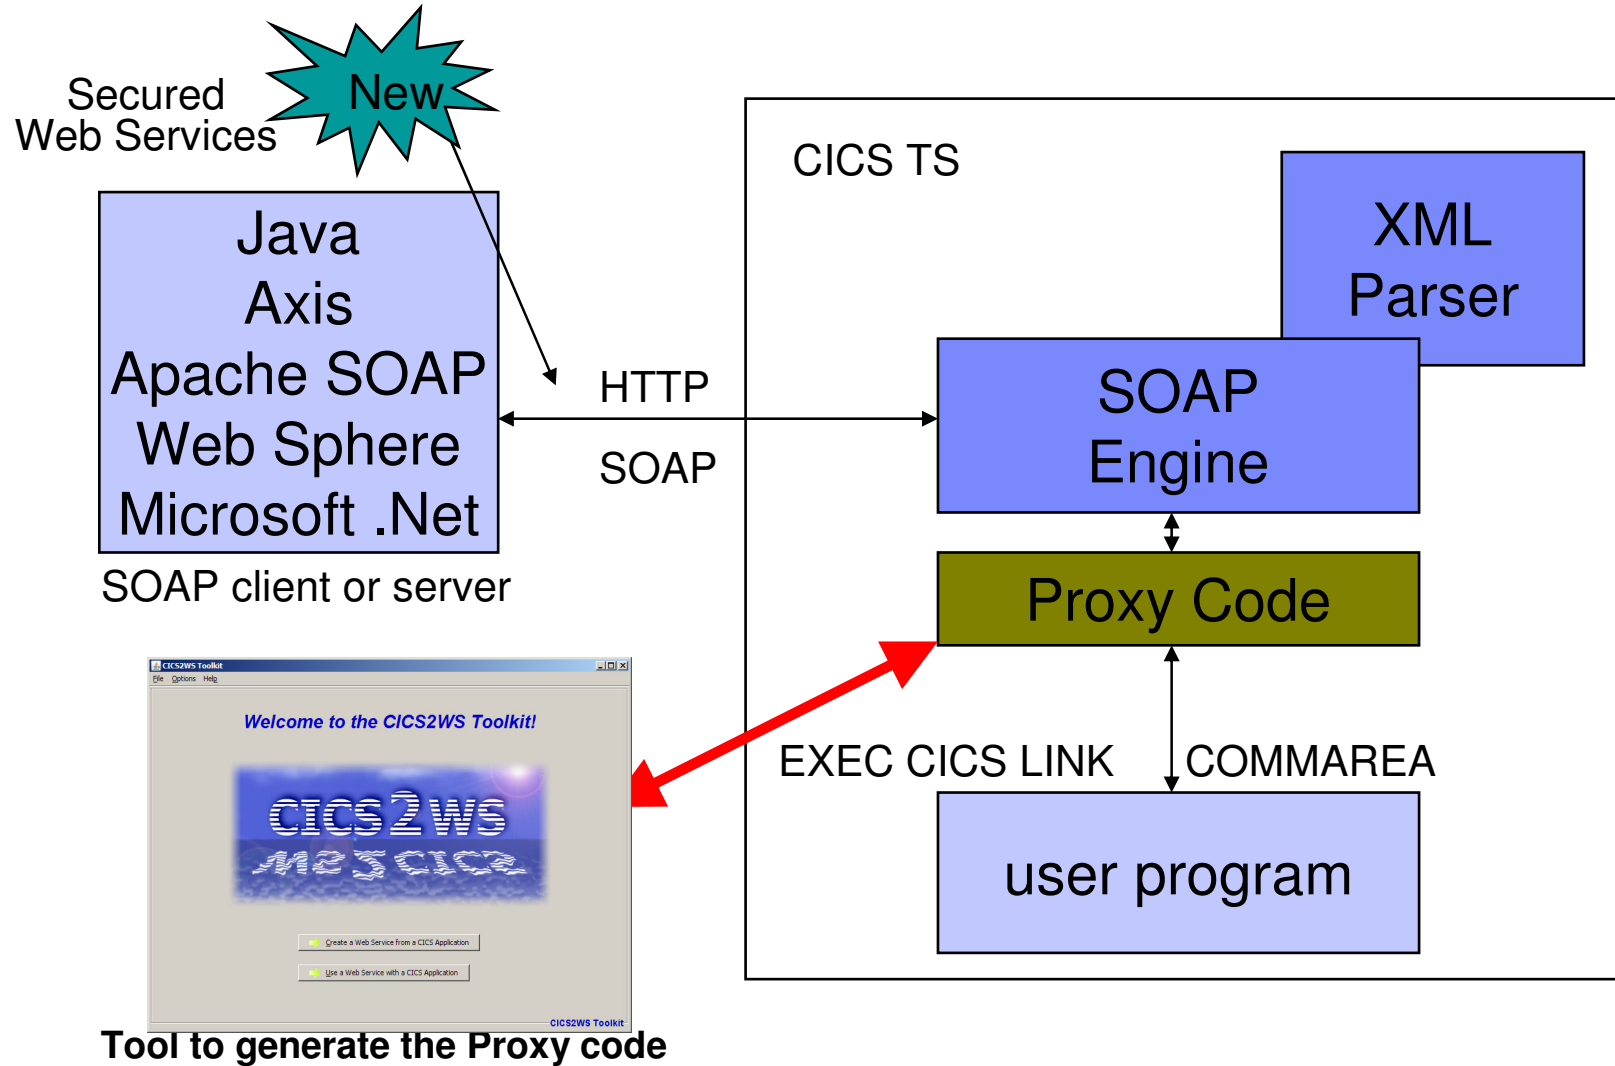 Secured
Web Services
New
CICS TS
XML
Parser
Java
Axis
Apache SOAP
Web Sphere
Microsoft .Net
HTTP
SOAP
SOAP
Engine
SOAP client or server
Proxy Code
CICS2WS Toolkit
File Options Help
Welcome to the CICS2WS Toolkit!
CICS2WS
Create a Web Service from a CICS Application
Use a Web Service with a CICS Application
CICS2WS Toolkit
EXEC CICS LINK
COMMAREA
user program
Tool to generate the Proxy code